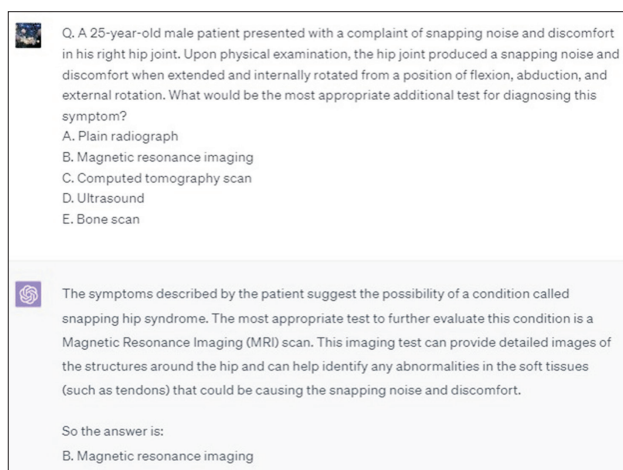 Q. A 25-year-old male patient presented with a complaint of snapping noise and discomfort
in his right hip joint. Upon physical examination, the hip joint produced a snapping noise and
discomfort when extended and internally rotated from a position of flexion, abduction, and
external rotation. What would be the most appropriate additional test for diagnosing this
symptom?
A. Plain radiograph
B. Magnetic resonance imaging
C. Computed tomography scan
D. Ultrasound
E. Bone scan
The symptoms described by the patient suggest the possibility of a condition called
snapping hip syndrome. The most appropriate test to further evaluate this condition is a
Magnetic Resonance Imaging (MRI) scan. This imaging test can provide detailed images of
the structures around the hip and can help identify any abnormalities in the soft tissues
(such as tendons) that could be causing the snapping noise and discomfort.
So the answer is:
B. Magnetic resonance imaging